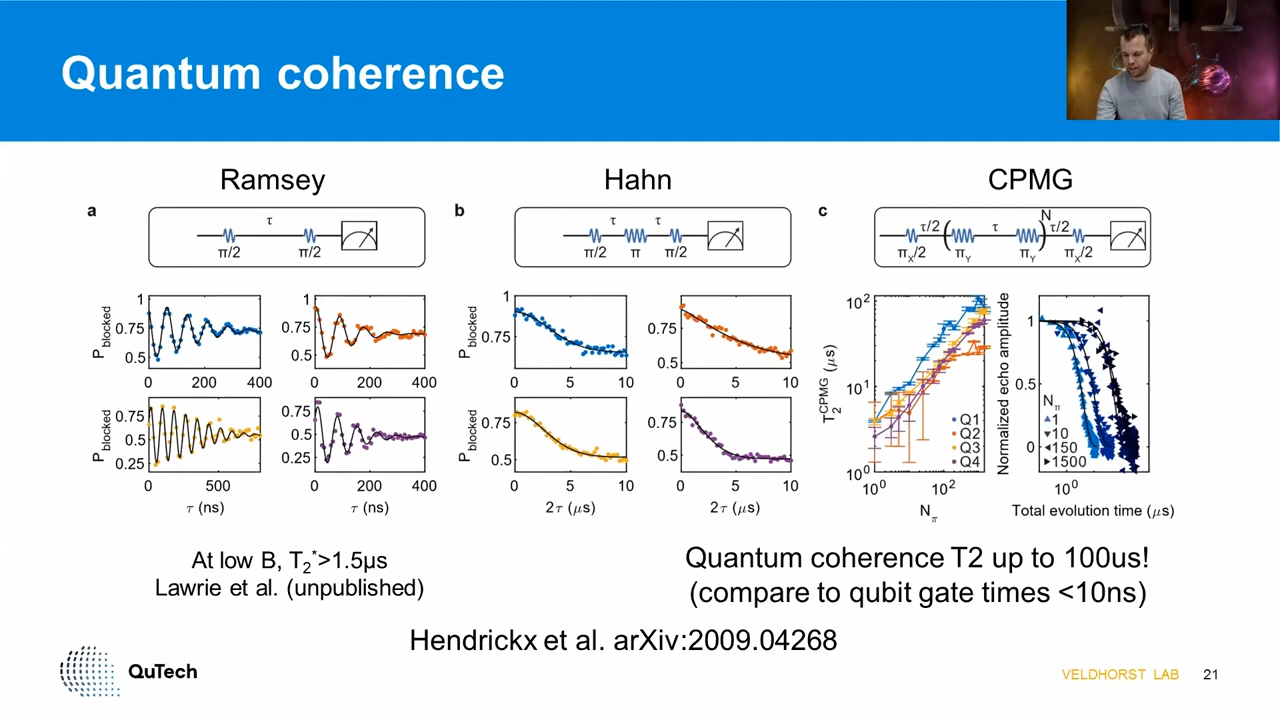 Quantum coherence
Ramsey
Hahn
CPMG
a
τ
π/2
π/2
b
τ
τ
π/2
π
π/2
c
N
τ/2
τ
τ/2
πX/2
πY
πY
πX/2
Pblocked
1
0.75
0.5
0
200
400
1
0.75
0.5
0
200
400
Pblocked
0.75
0.5
0.25
0
500
τ (ns)
0.75
0.5
0.25
0
200
400
τ (ns)
Pblocked
1
0.75
0
5
10
0.75
0.5
0
5
10
Pblocked
1
0.5
0
5
10
2τ (μs)
1
0.5
0
5
10
2τ (μs)
T2CPMG (μs)
10²
10¹
10⁰
10⁰
10²
Nπ
Q1
Q2
Q3
Q4
Normalized echo amplitude
1
0.5
0
Nπ
1
10
150
1500
10⁰
Total evolution time (μs)
At low B, T2*>1.5μs
Lawrie et al. (unpublished)
Quantum coherence T2 up to 100us!
(compare to qubit gate times <10ns)
Hendrickx et al. arXiv:2009.04268
QuTech
VELDHORST LAB
21